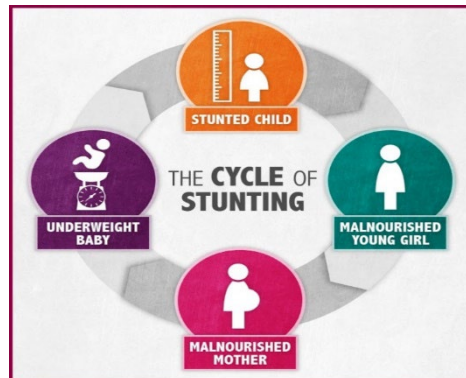 STUNTED CHILD
THE CYCLE OF
STUNTING
UNDERWEIGHT
BABY
MALNOURISHED
YOUNG GIRL
MALNOURISHED
MOTHER